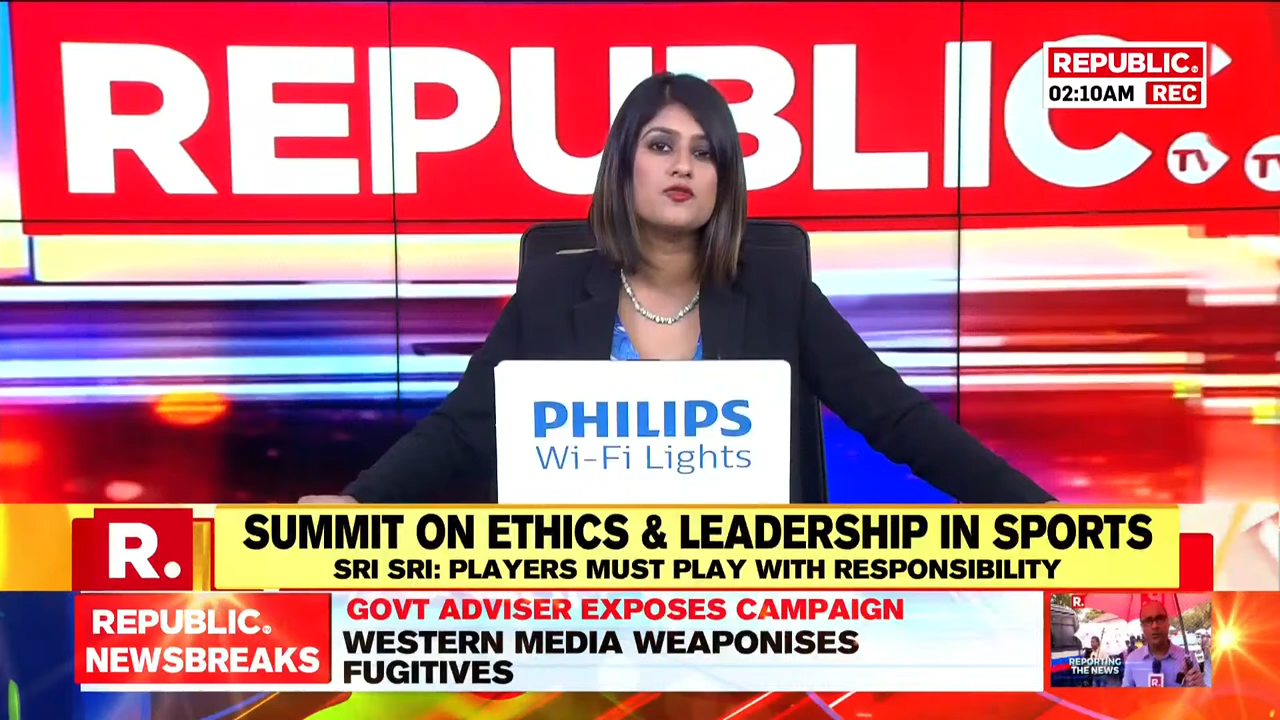 REPUBLIC.
TV
REPUBLIC.
02:10AM REC
PHILIPS
Wi-Fi Lights
R.
SUMMIT ON ETHICS & LEADERSHIP IN SPORTS
SRI SRI: PLAYERS MUST PLAY WITH RESPONSIBILITY
REPUBLIC.
NEWSBREAKS
GOVT ADVISER EXPOSES CAMPAIGN
WESTERN MEDIA WEAPONISES
FUGITIVES
R.
REPORTING
THE NEWS
R.